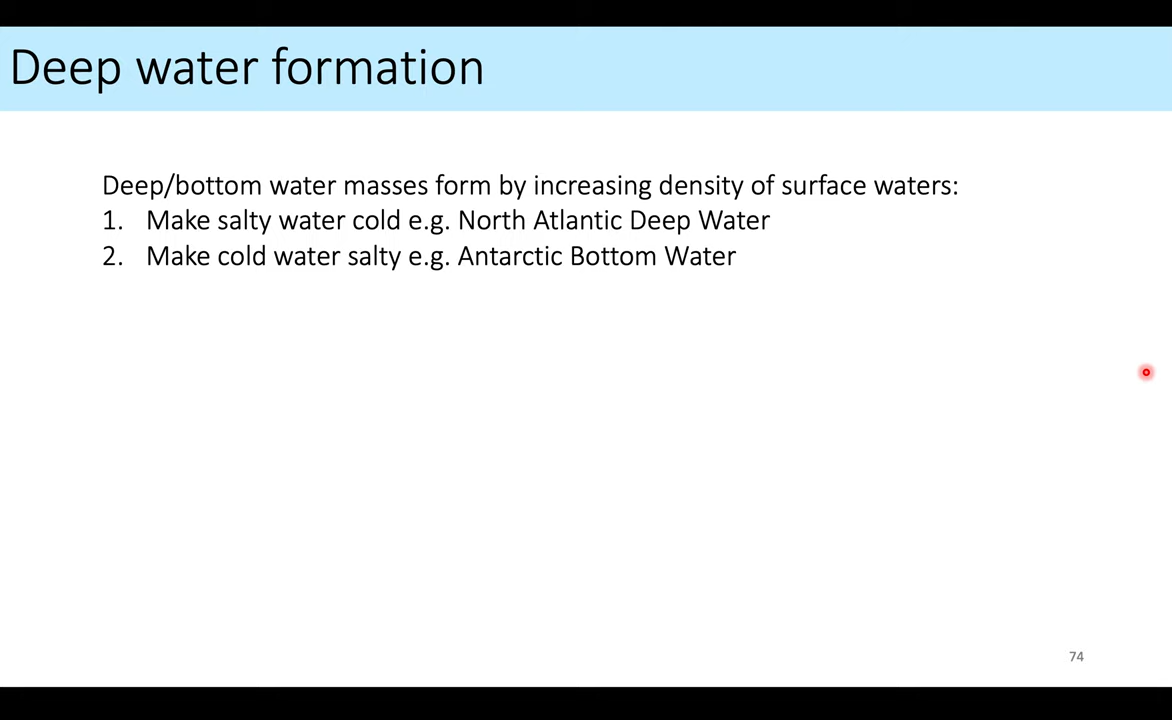 Deep water formation
Deep/bottom water masses form by increasing density of surface waters:
1. Make salty water cold e.g. North Atlantic Deep Water
2. Make cold water salty e.g. Antarctic Bottom Water
74